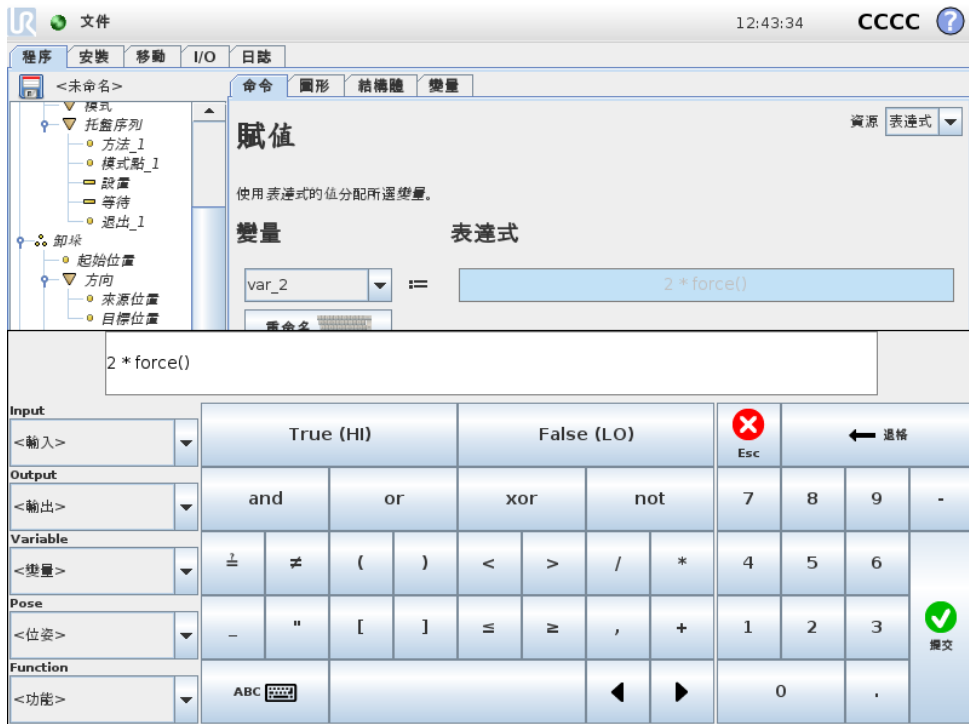 UR 文件 12:43:34 CCCC ?
程序 安裝 移動 I/O 日誌
<未命名> 命令 圖形 結構體 變量
模式
托盤序列
方法_1
模式點_1
設置
等待
退出_1
卸垛
起始位置
方向
來源位置
目標位置
賦值
資源 表達式
使用表達式的值分配所選變量。
變量 表達式
var_2 := 2 * force()
重命名
2 * force()
Input
<輸入>
Output
<輸出>
Variable
<變量>
Pose
<位姿>
Function
<功能>
True (HI) False (LO) Esc 退格
and or xor not 7 8 9 -
≟ ≠ ( ) < > / * 4 5 6
_ " [ ] ≤ ≥ , + 1 2 3 提交
ABC 0 .